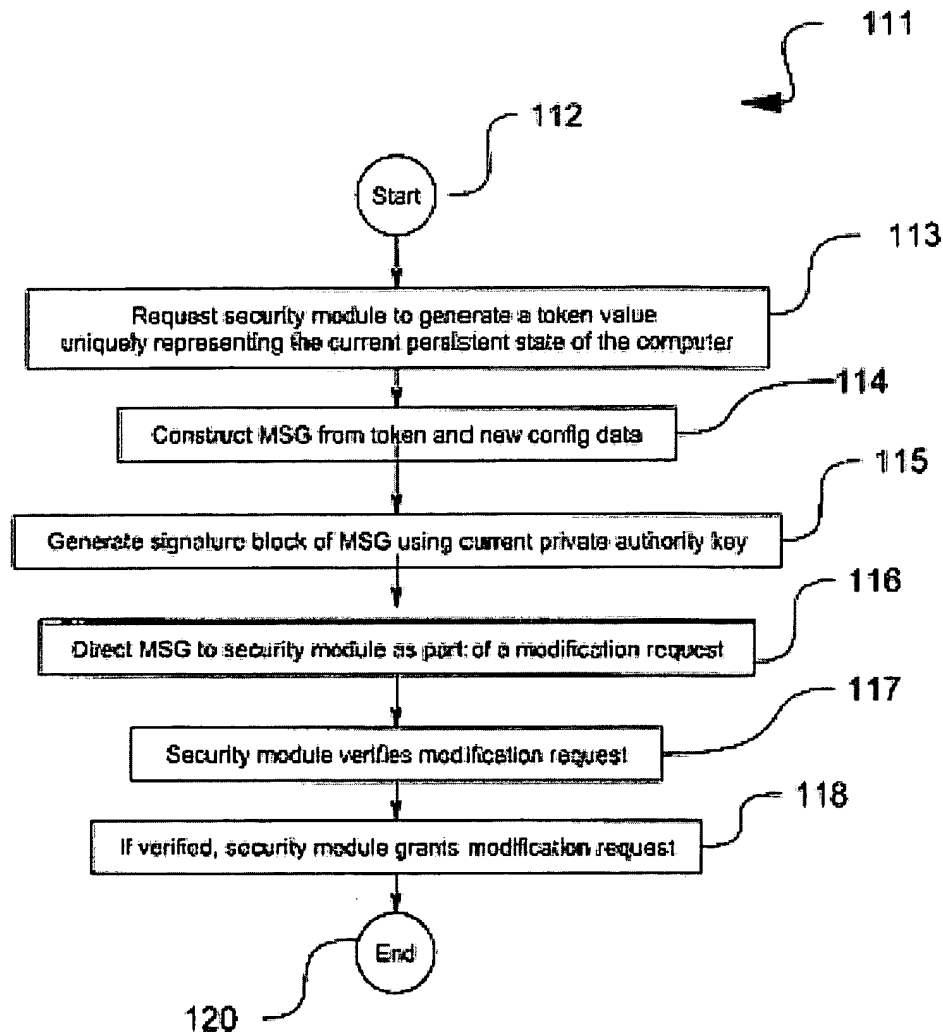 111
112
Start
113
Request security module to generate a token value
uniquely representing the current persistent state of the computer
114
Construct MSG from token and new config data
115
Generate signature block of MSG using current private authority key
116
Direct MSG to security module as part of a modification request
117
Security module verifies modification request
118
If verified, security module grants modification request
End
120